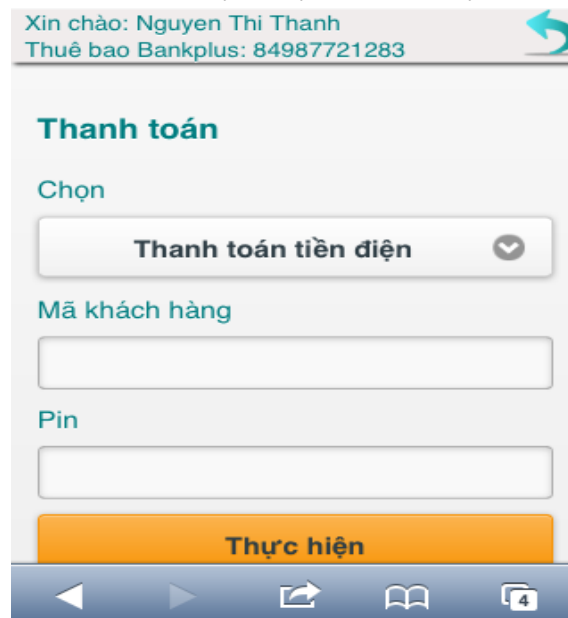 Xin chào: Nguyen Thi Thanh
Thuê bao Bankplus: 84987721283
Thanh toán
Chọn
Thanh toán tiền điện
Mã khách hàng
Pin
Thực hiện
4